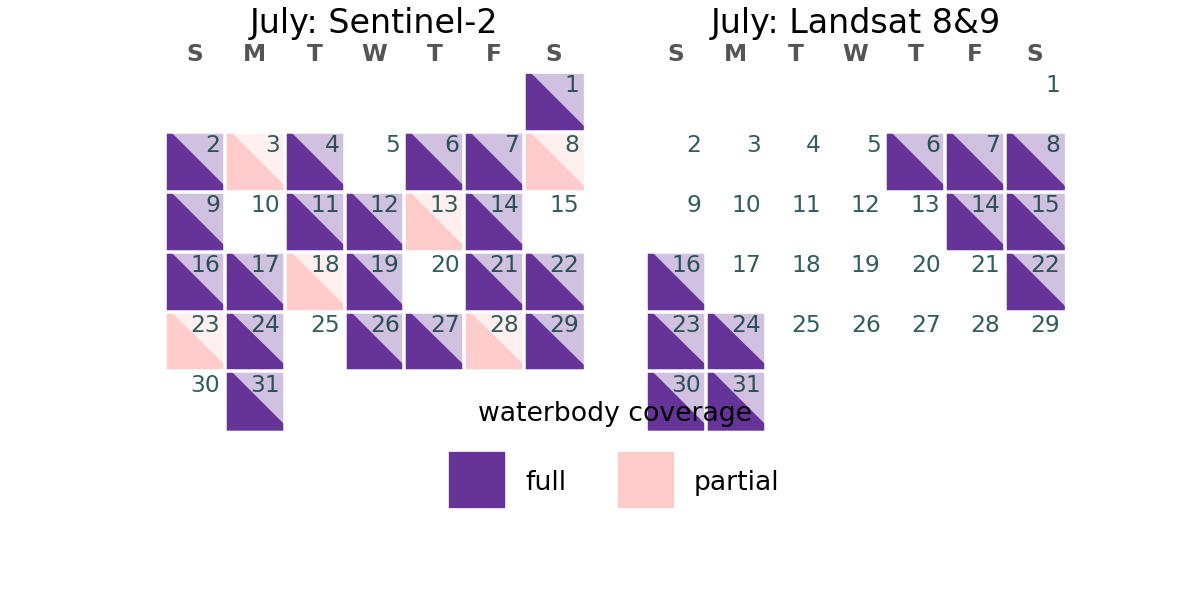 July: Sentinel-2
S M T W T F S
1
2 3 4 5 6 7 8
9 10 11 12 13 14 15
16 17 18 19 20 21 22
23 24 25 26 27 28 29
30 31
July: Landsat 8&9
S M T W T F S
1
2 3 4 5 6 7 8
9 10 11 12 13 14 15
16 17 18 19 20 21 22
23 24 25 26 27 28 29
30 31
waterbody coverage
full partial